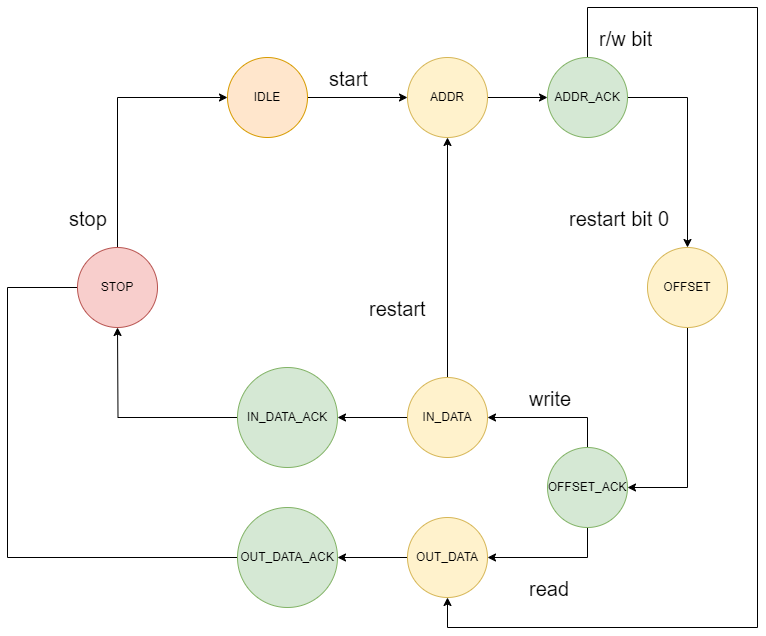 r/w bit
start
IDLE
ADDR
ADDR_ACK
stop
restart bit 0
STOP
OFFSET
restart
write
IN_DATA_ACK
IN_DATA
OFFSET_ACK
OUT_DATA_ACK
OUT_DATA
read